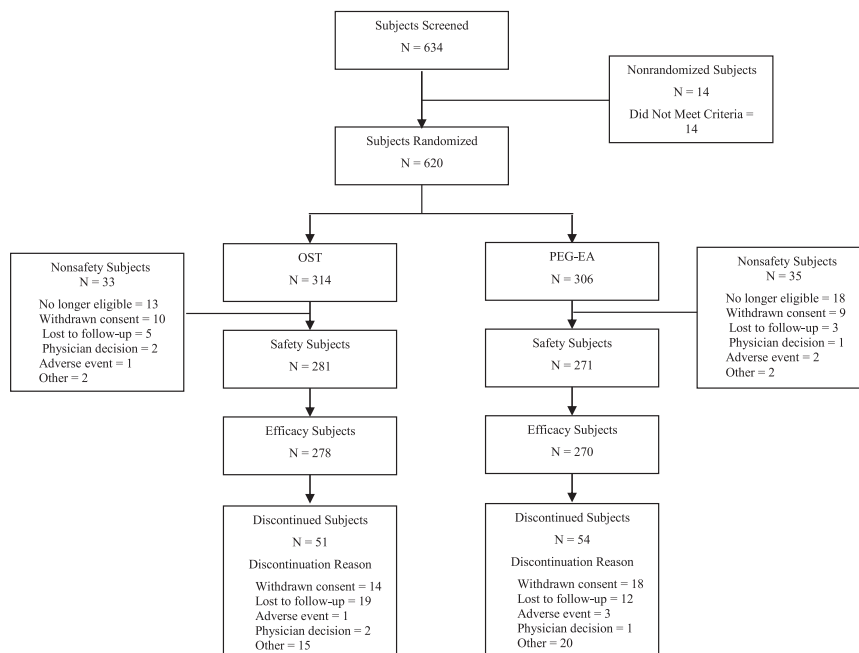 Subjects Screened
N = 634
Nonrandomized Subjects
N = 14
Did Not Meet Criteria =
14
Subjects Randomized
N = 620
OST
N = 314
PEG-EA
N = 306
Nonsafety Subjects
N = 33
No longer eligible = 13
Withdrawn consent = 10
Lost to follow-up = 5
Physician decision = 2
Adverse event = 1
Other = 2
Nonsafety Subjects
N = 35
No longer eligible = 18
Withdrawn consent = 9
Lost to follow-up = 3
Physician decision = 1
Adverse event = 2
Other = 2
Safety Subjects
N = 281
Safety Subjects
N = 271
Efficacy Subjects
N = 278
Efficacy Subjects
N = 270
Discontinued Subjects
N = 51
Discontinuation Reason
Withdrawn consent = 14
Lost to follow-up = 19
Adverse event = 1
Physician decision = 2
Other = 15
Discontinued Subjects
N = 54
Discontinuation Reason
Withdrawn consent = 18
Lost to follow-up = 12
Adverse event = 3
Physician decision = 1
Other = 20